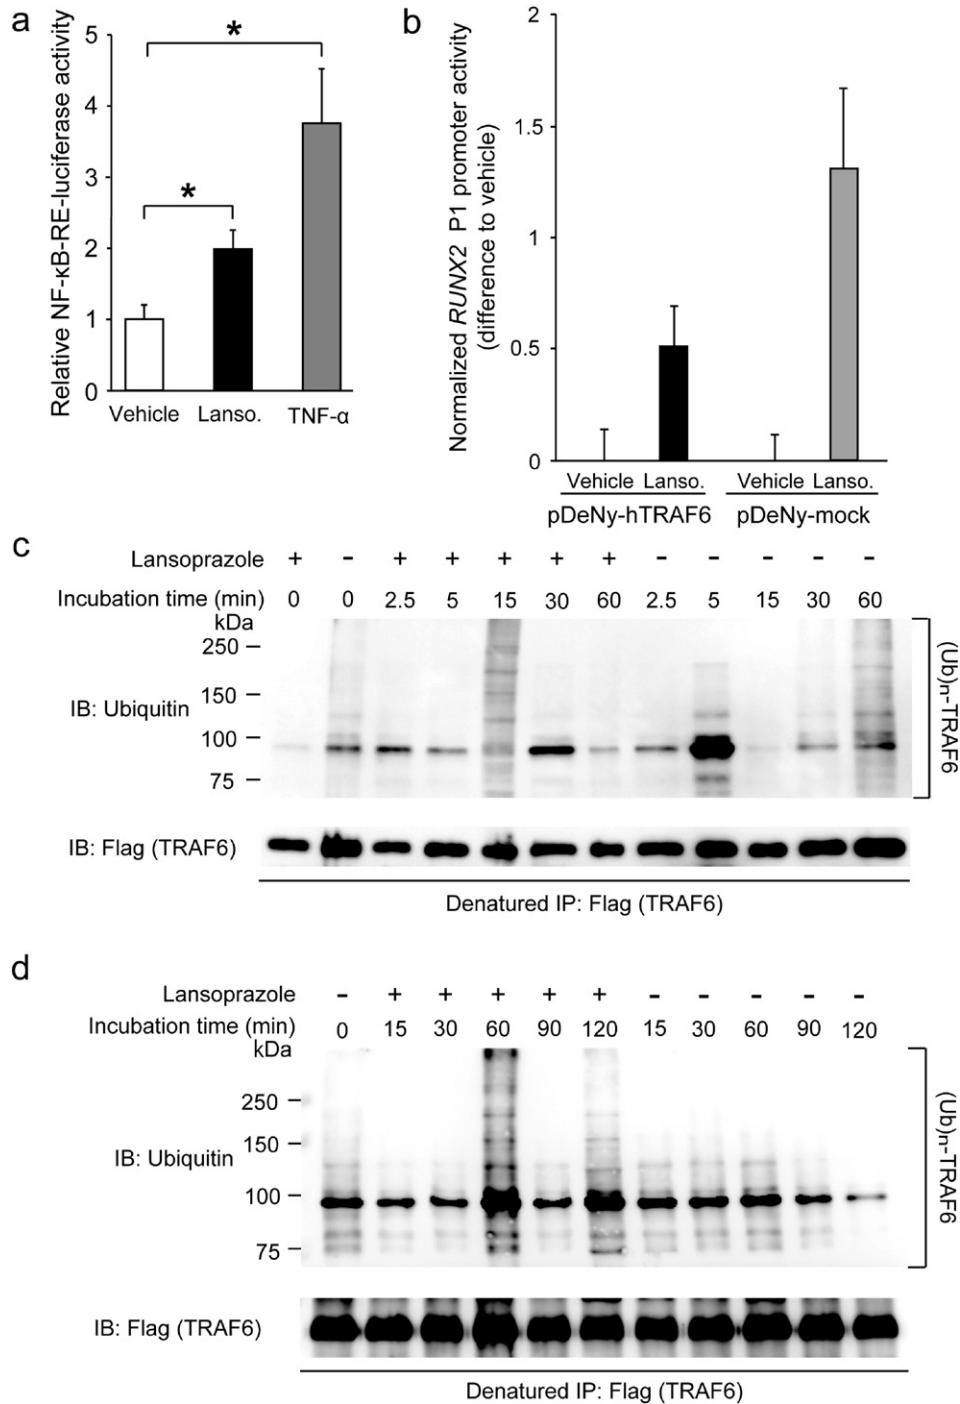 a
Relative NF-κB-RE-luciferase activity
5
4
3
2
1
0
*
*
Vehicle Lanso. TNF-α
b
Normalized RUNX2 P1 promoter activity
(difference to vehicle)
2
1.5
1
0.5
0
Vehicle Lanso. Vehicle Lanso.
pDeNy-hTRAF6 pDeNy-mock
c
Lansoprazole + - + + + + + - - - - -
Incubation time (min) 0 0 2.5 5 15 30 60 2.5 5 15 30 60
kDa
250
150
IB: Ubiquitin
100
75
(Ub)n-TRAF6
IB: Flag (TRAF6)
Denatured IP: Flag (TRAF6)
d
Lansoprazole - + + + + + - - - - -
Incubation time (min) 0 15 30 60 90 120 15 30 60 90 120
kDa
250
150
IB: Ubiquitin
100
75
(Ub)n-TRAF6
IB: Flag (TRAF6)
Denatured IP: Flag (TRAF6)